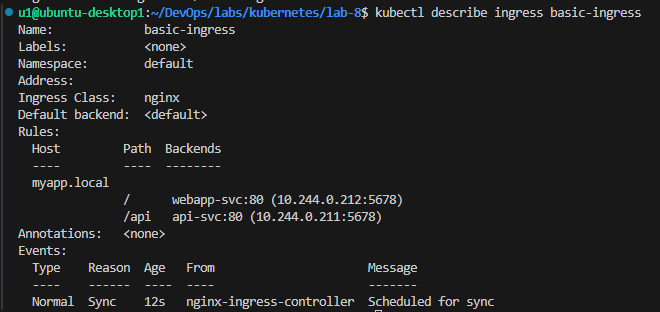 u1@ubuntu-desktop1:~/DevOps/labs/kubernetes/lab-8$ kubectl describe ingress basic-ingress
Name:             basic-ingress
Labels:           <none>
Namespace:        default
Address:
Ingress Class:    nginx
Default backend:  <default>
Rules:
  Host         Path  Backends
  ----         ----  --------
  myapp.local
               /      webapp-svc:80 (10.244.0.212:5678)
               /api   api-svc:80 (10.244.0.211:5678)
Annotations:   <none>
Events:
  Type    Reason  Age   From                      Message
  ----    ------  ----  ----                      -------
  Normal  Sync    12s   nginx-ingress-controller  Scheduled for sync